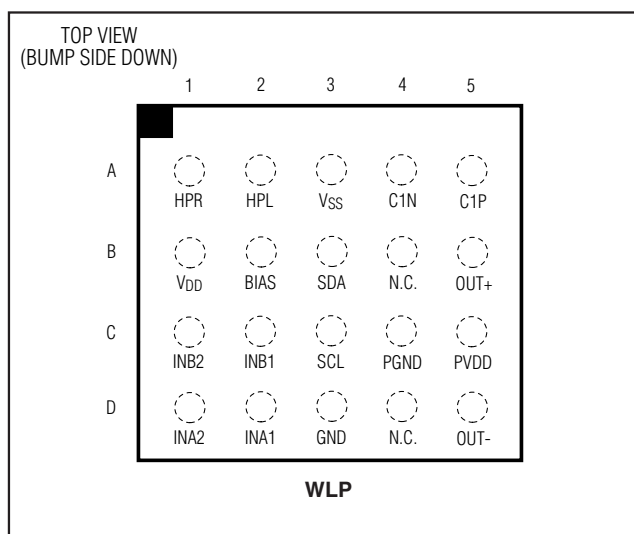 TOP VIEW
(BUMP SIDE DOWN)
1 2 3 4 5
A
HPR HPL VSS C1N C1P
B
VDD BIAS SDA N.C. OUT+
C
INB2 INB1 SCL PGND PVDD
D
INA2 INA1 GND N.C. OUT-
WLP